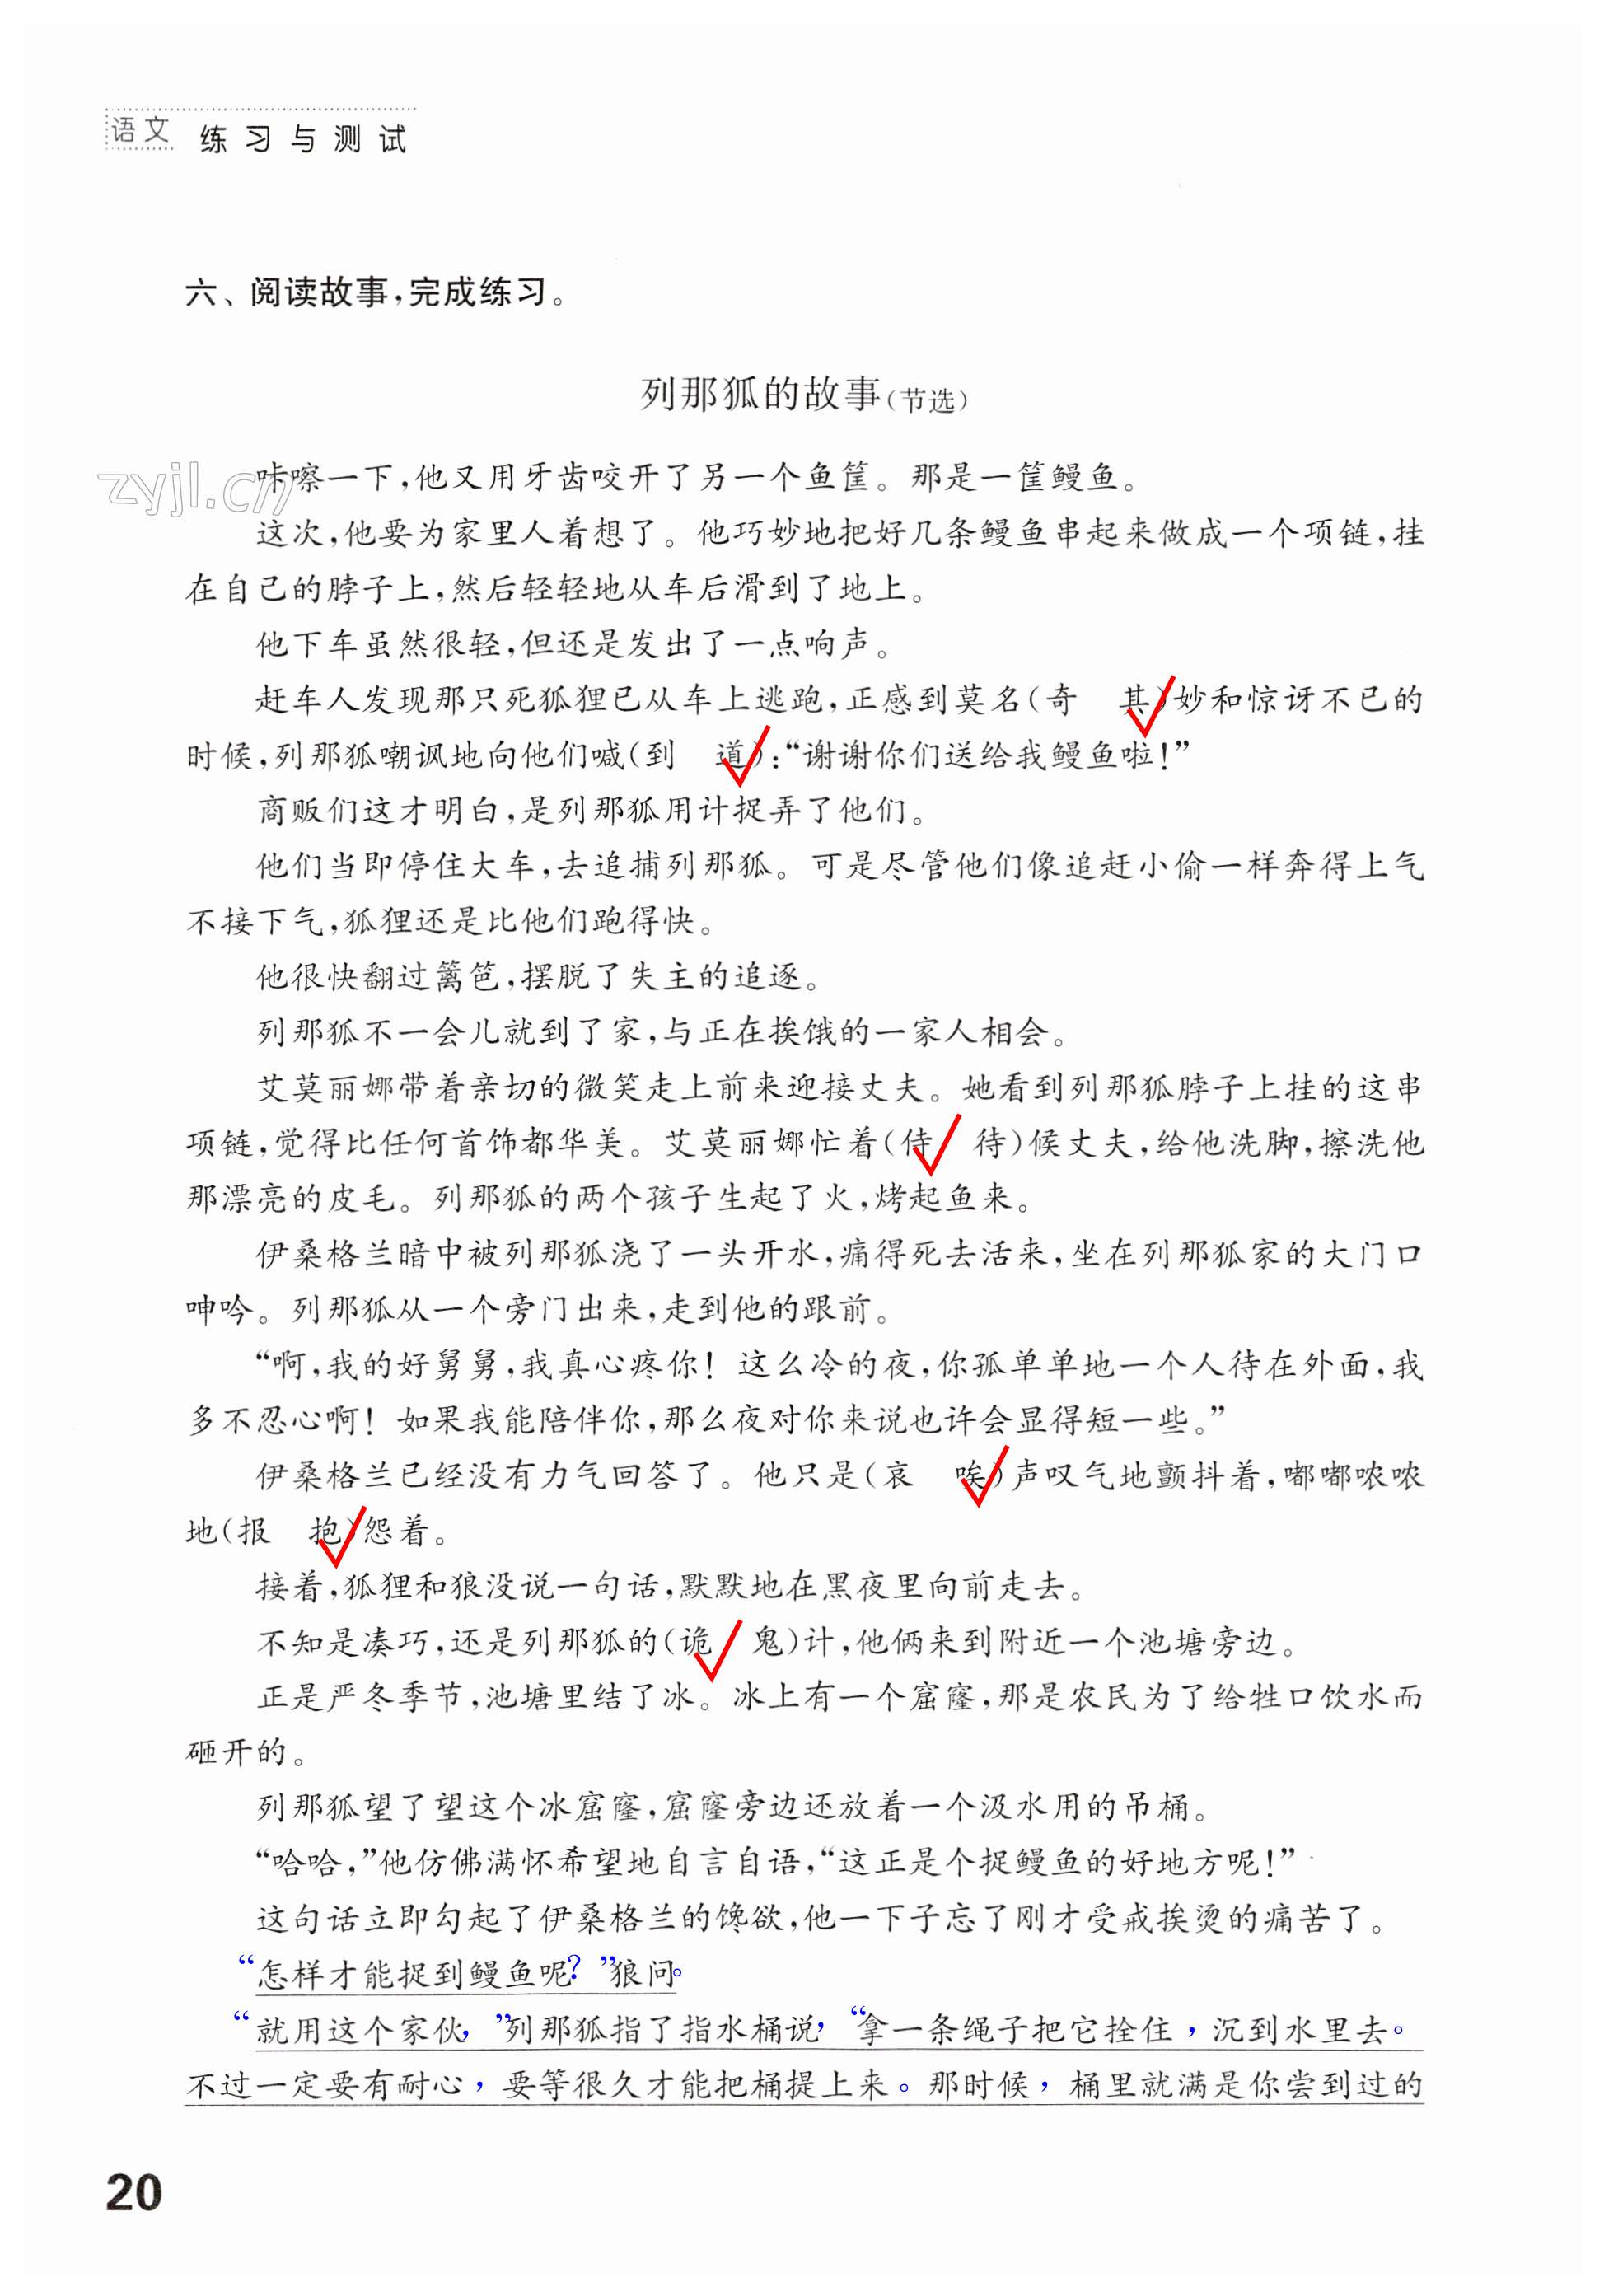 语文 练习与测试
六、阅读故事,完成练习。
列那狐的故事(节选)
zyjl.cn
咔嚓一下,他又用牙齿咬开了另一个鱼筐。那是一筐鳗鱼。
这次,他要为家里人着想了。他巧妙地把好几条鳗鱼串起来做成一个项链,挂
在自己的脖子上,然后轻轻地从车后滑到了地上。
他下车虽然很轻,但还是发出了一点响声。
赶车人发现那只死狐狸已从车上逃跑,正感到莫名(奇 其)妙和惊讶不已的
时候,列那狐嘲讽地向他们喊(到 道):“谢谢你们送给我鳗鱼啦!”
商贩们这才明白,是列那狐用计捉弄了他们。
他们当即停住大车,去追捕列那狐。可是尽管他们像追赶小偷一样奔得上气
不接下气,狐狸还是比他们跑得快。
他很快翻过篱笆,摆脱了失主的追逐。
列那狐不一会儿就到了家,与正在挨饿的一家人相会。
艾莫丽娜带着亲切的微笑走上前来迎接丈夫。她看到列那狐脖子上挂的这串
项链,觉得比任何首饰都华美。艾莫丽娜忙着(侍 待)候丈夫,给他洗脚,擦洗他
那漂亮的皮毛。列那狐的两个孩子生起了火,烤起鱼来。
伊桑格兰暗中被列那狐浇了一头开水,痛得死去活来,坐在列那狐家的大门口
呻吟。列那狐从一个旁门出来,走到他的跟前。
“啊,我的好舅舅,我真心疼你!这么冷的夜,你孤单单地一个人待在外面,我
多不忍心啊!如果我能陪伴你,那么夜对你来说也许会显得短一些。”
伊桑格兰已经没有力气回答了。他只是(哀 唉)声叹气地颤抖着,嘟嘟哝哝
地(报 抱)怨着。
接着,狐狸和狼没说一句话,默默地在黑夜里向前走去。
不知是凑巧,还是列那狐的(诡 鬼)计,他俩来到附近一个池塘旁边。
正是严冬季节,池塘里结了冰。冰上有一个窟窿,那是农民为了给牲口饮水而
砸开的。
列那狐望了望这个冰窟窿,窟窿旁边还放着一个汲水用的吊桶。
“哈哈,”他仿佛满怀希望地自言自语,“这正是个捉鳗鱼的好地方呢!”
这句话立即勾起了伊桑格兰的馋欲,他一下子忘了刚才受戒挨烫的痛苦了。
“怎样才能捉到鳗鱼呢?”狼问。
“就用这个家伙,”列那狐指了指水桶说,“拿一条绳子把它拴住,沉到水里去。
不过一定要有耐心,要等很久才能把桶提上来。那时候,桶里就满是你尝到过的
20